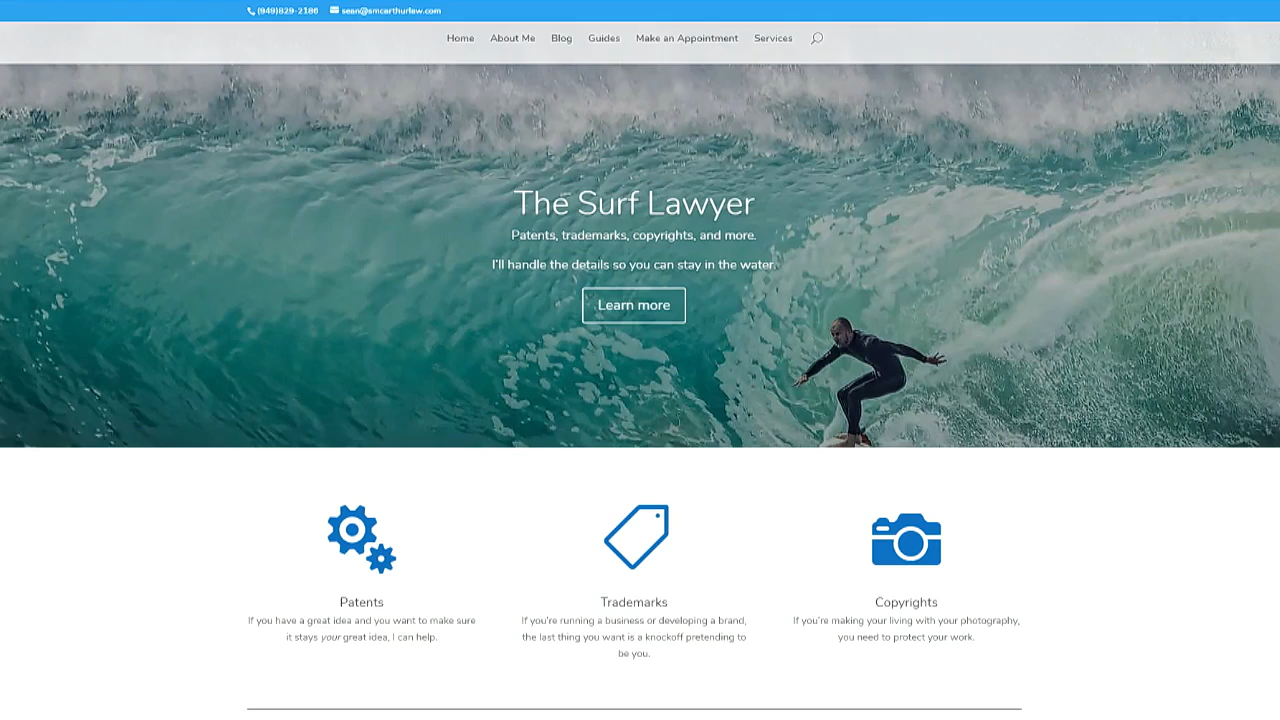 (949)829-2186 sean@smcarthurlaw.com
Home About Me Blog Guides Make an Appointment Services
The Surf Lawyer
Patents, trademarks, copyrights, and more.
I'll handle the details so you can stay in the water.
Learn more
Patents
If you have a great idea and you want to make sure
it stays your great idea, I can help.
Trademarks
If you're running a business or developing a brand,
the last thing you want is a knockoff pretending to
be you.
Copyrights
If you're making your living with your photography,
you need to protect your work.